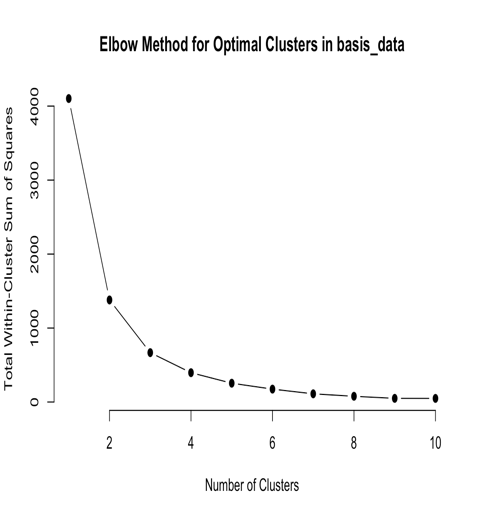 Elbow Method for Optimal Clusters in basis_data
Total Within-Cluster Sum of Squares
4000
3000
2000
1000
0
2 4 6 8 10
Number of Clusters